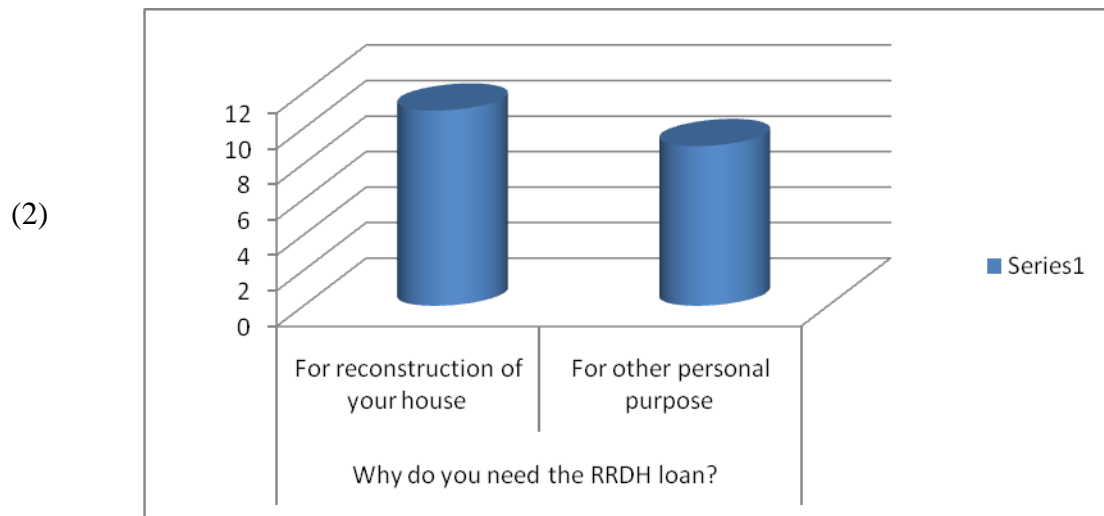 12
10
8
6
4
2
0
(2)
Series1
For reconstruction of
your house
For other personal
purpose
Why do you need the RRDH loan?